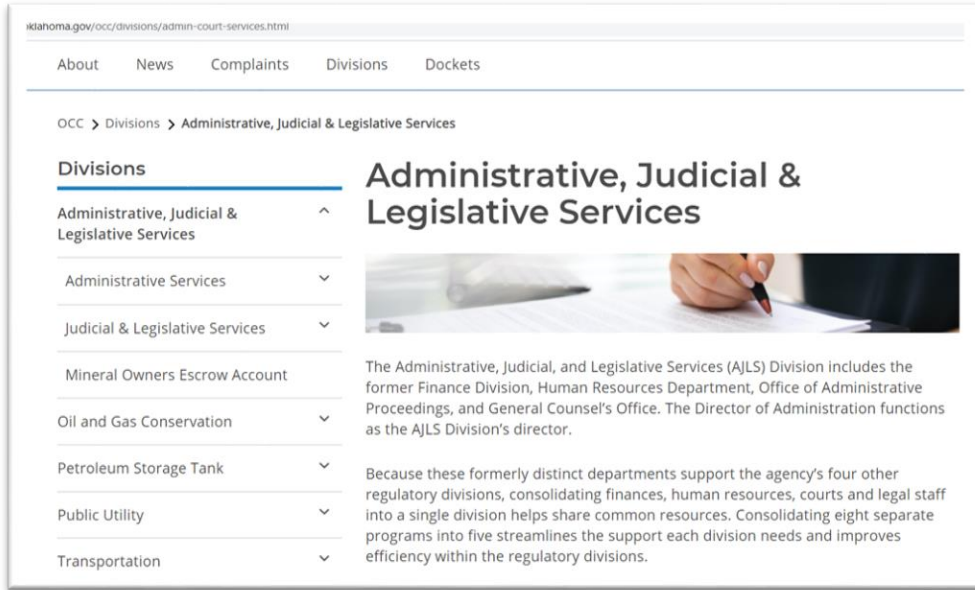 oklahoma.gov/occ/divisions/admin-court-services.html
About News Complaints Divisions Dockets
OCC > Divisions > Administrative, Judicial & Legislative Services
Divisions
Administrative, Judicial &
Legislative Services
Administrative Services
Judicial & Legislative Services
Mineral Owners Escrow Account
Oil and Gas Conservation
Petroleum Storage Tank
Public Utility
Transportation
Administrative, Judicial &
Legislative Services
The Administrative, Judicial, and Legislative Services (AJLS) Division includes the
former Finance Division, Human Resources Department, Office of Administrative
Proceedings, and General Counsel’s Office. The Director of Administration functions
as the AJLS Division’s director.
Because these formerly distinct departments support the agency’s four other
regulatory divisions, consolidating finances, human resources, courts and legal staff
into a single division helps share common resources. Consolidating eight separate
programs into five streamlines the support each division needs and improves
efficiency within the regulatory divisions.